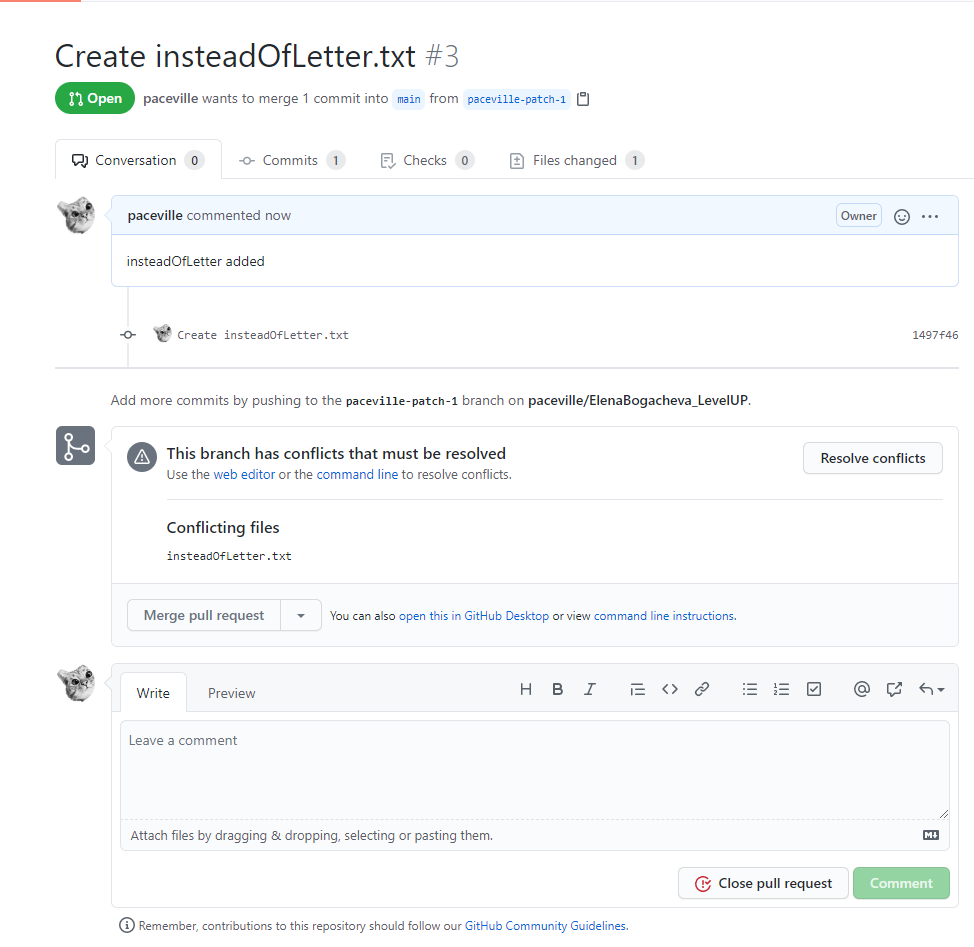 Create insteadOfLetter.txt #3
Open paceville wants to merge 1 commit into main from paceville-patch-1
Conversation 0 Commits 1 Checks 0 Files changed 1
paceville commented now Owner
insteadOfLetter added
Create insteadOfLetter.txt 1497f46
Add more commits by pushing to the paceville-patch-1 branch on paceville/ElenaBogacheva_LevelUP.
This branch has conflicts that must be resolved
Resolve conflicts
Use the web editor or the command line to resolve conflicts.
Conflicting files
insteadOfLetter.txt
Merge pull request You can also open this in GitHub Desktop or view command line instructions.
Write Preview H B I
Leave a comment
Attach files by dragging & dropping, selecting or pasting them.
Close pull request Comment
Remember, contributions to this repository should follow our GitHub Community Guidelines.